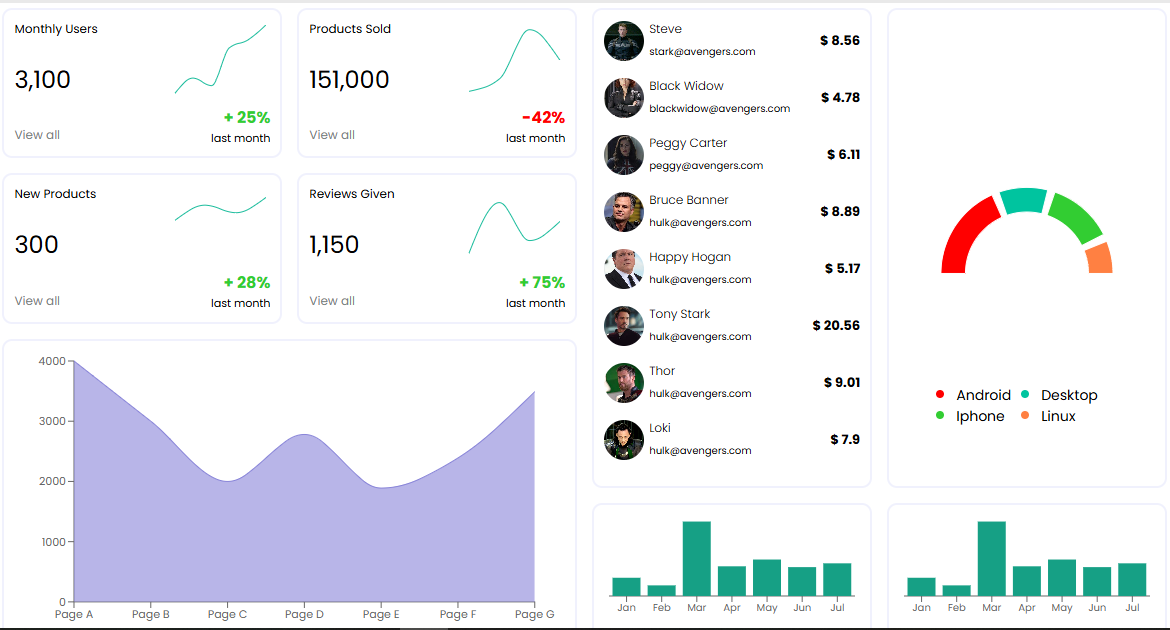 Monthly Users
3,100
+ 25%
View all
last month
Products Sold
151,000
-42%
View all
last month
New Products
300
+ 28%
View all
last month
Reviews Given
1,150
+ 75%
View all
last month
4000
3000
2000
1000
0
Page A Page B Page C Page D Page E Page F Page G
Steve
stark@avengers.com
$ 8.56
Black Widow
blackwidow@avengers.com
$ 4.78
Peggy Carter
peggy@avengers.com
$ 6.11
Bruce Banner
hulk@avengers.com
$ 8.89
Happy Hogan
hulk@avengers.com
$ 5.17
Tony Stark
hulk@avengers.com
$ 20.56
Thor
hulk@avengers.com
$ 9.01
Loki
hulk@avengers.com
$ 7.9
Android Desktop
Iphone Linux
Jan Feb Mar Apr May Jun Jul
Jan Feb Mar Apr May Jun Jul